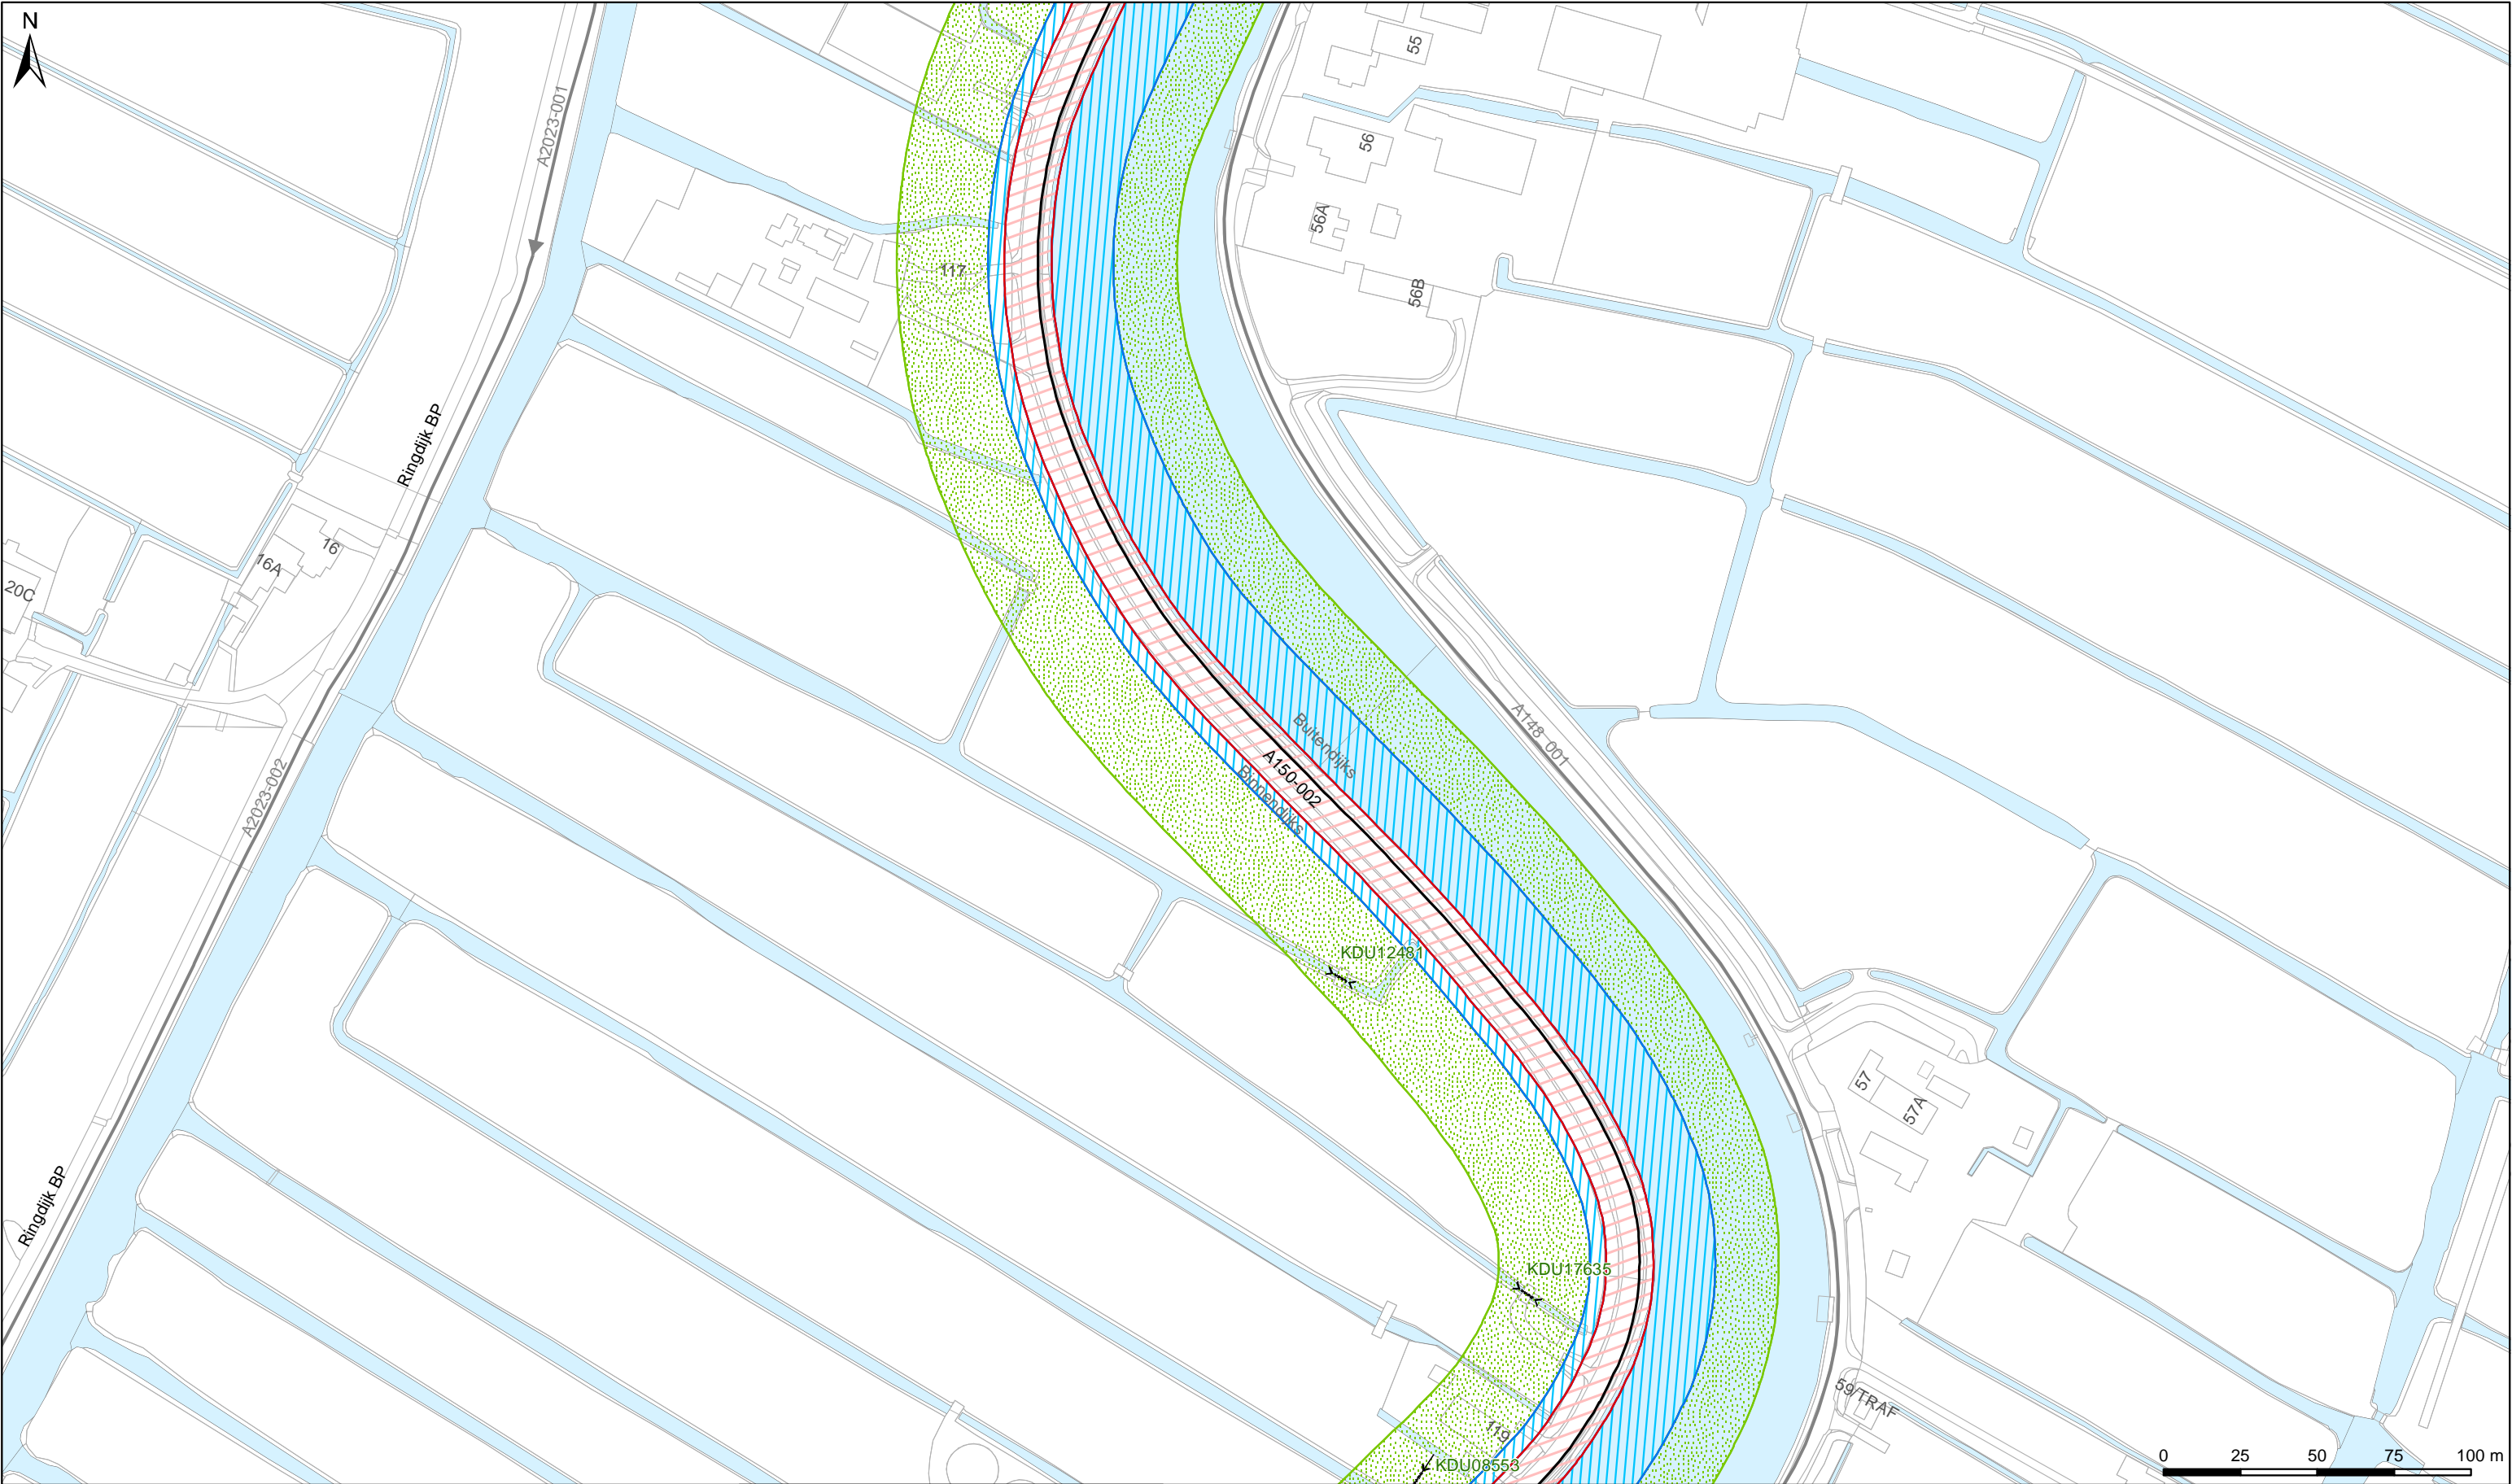 N
55
A2023-001
56
56A
117
56B
Ringdijk BP
16
16A
20C
A148_001
Buitendijks
A150-002
Binnendijks
A2023-002
KDU12481
57
57A
Ringdijk BP
KDU17635
59/TRAF
119
KDU08553
0 25 50 75 100 m